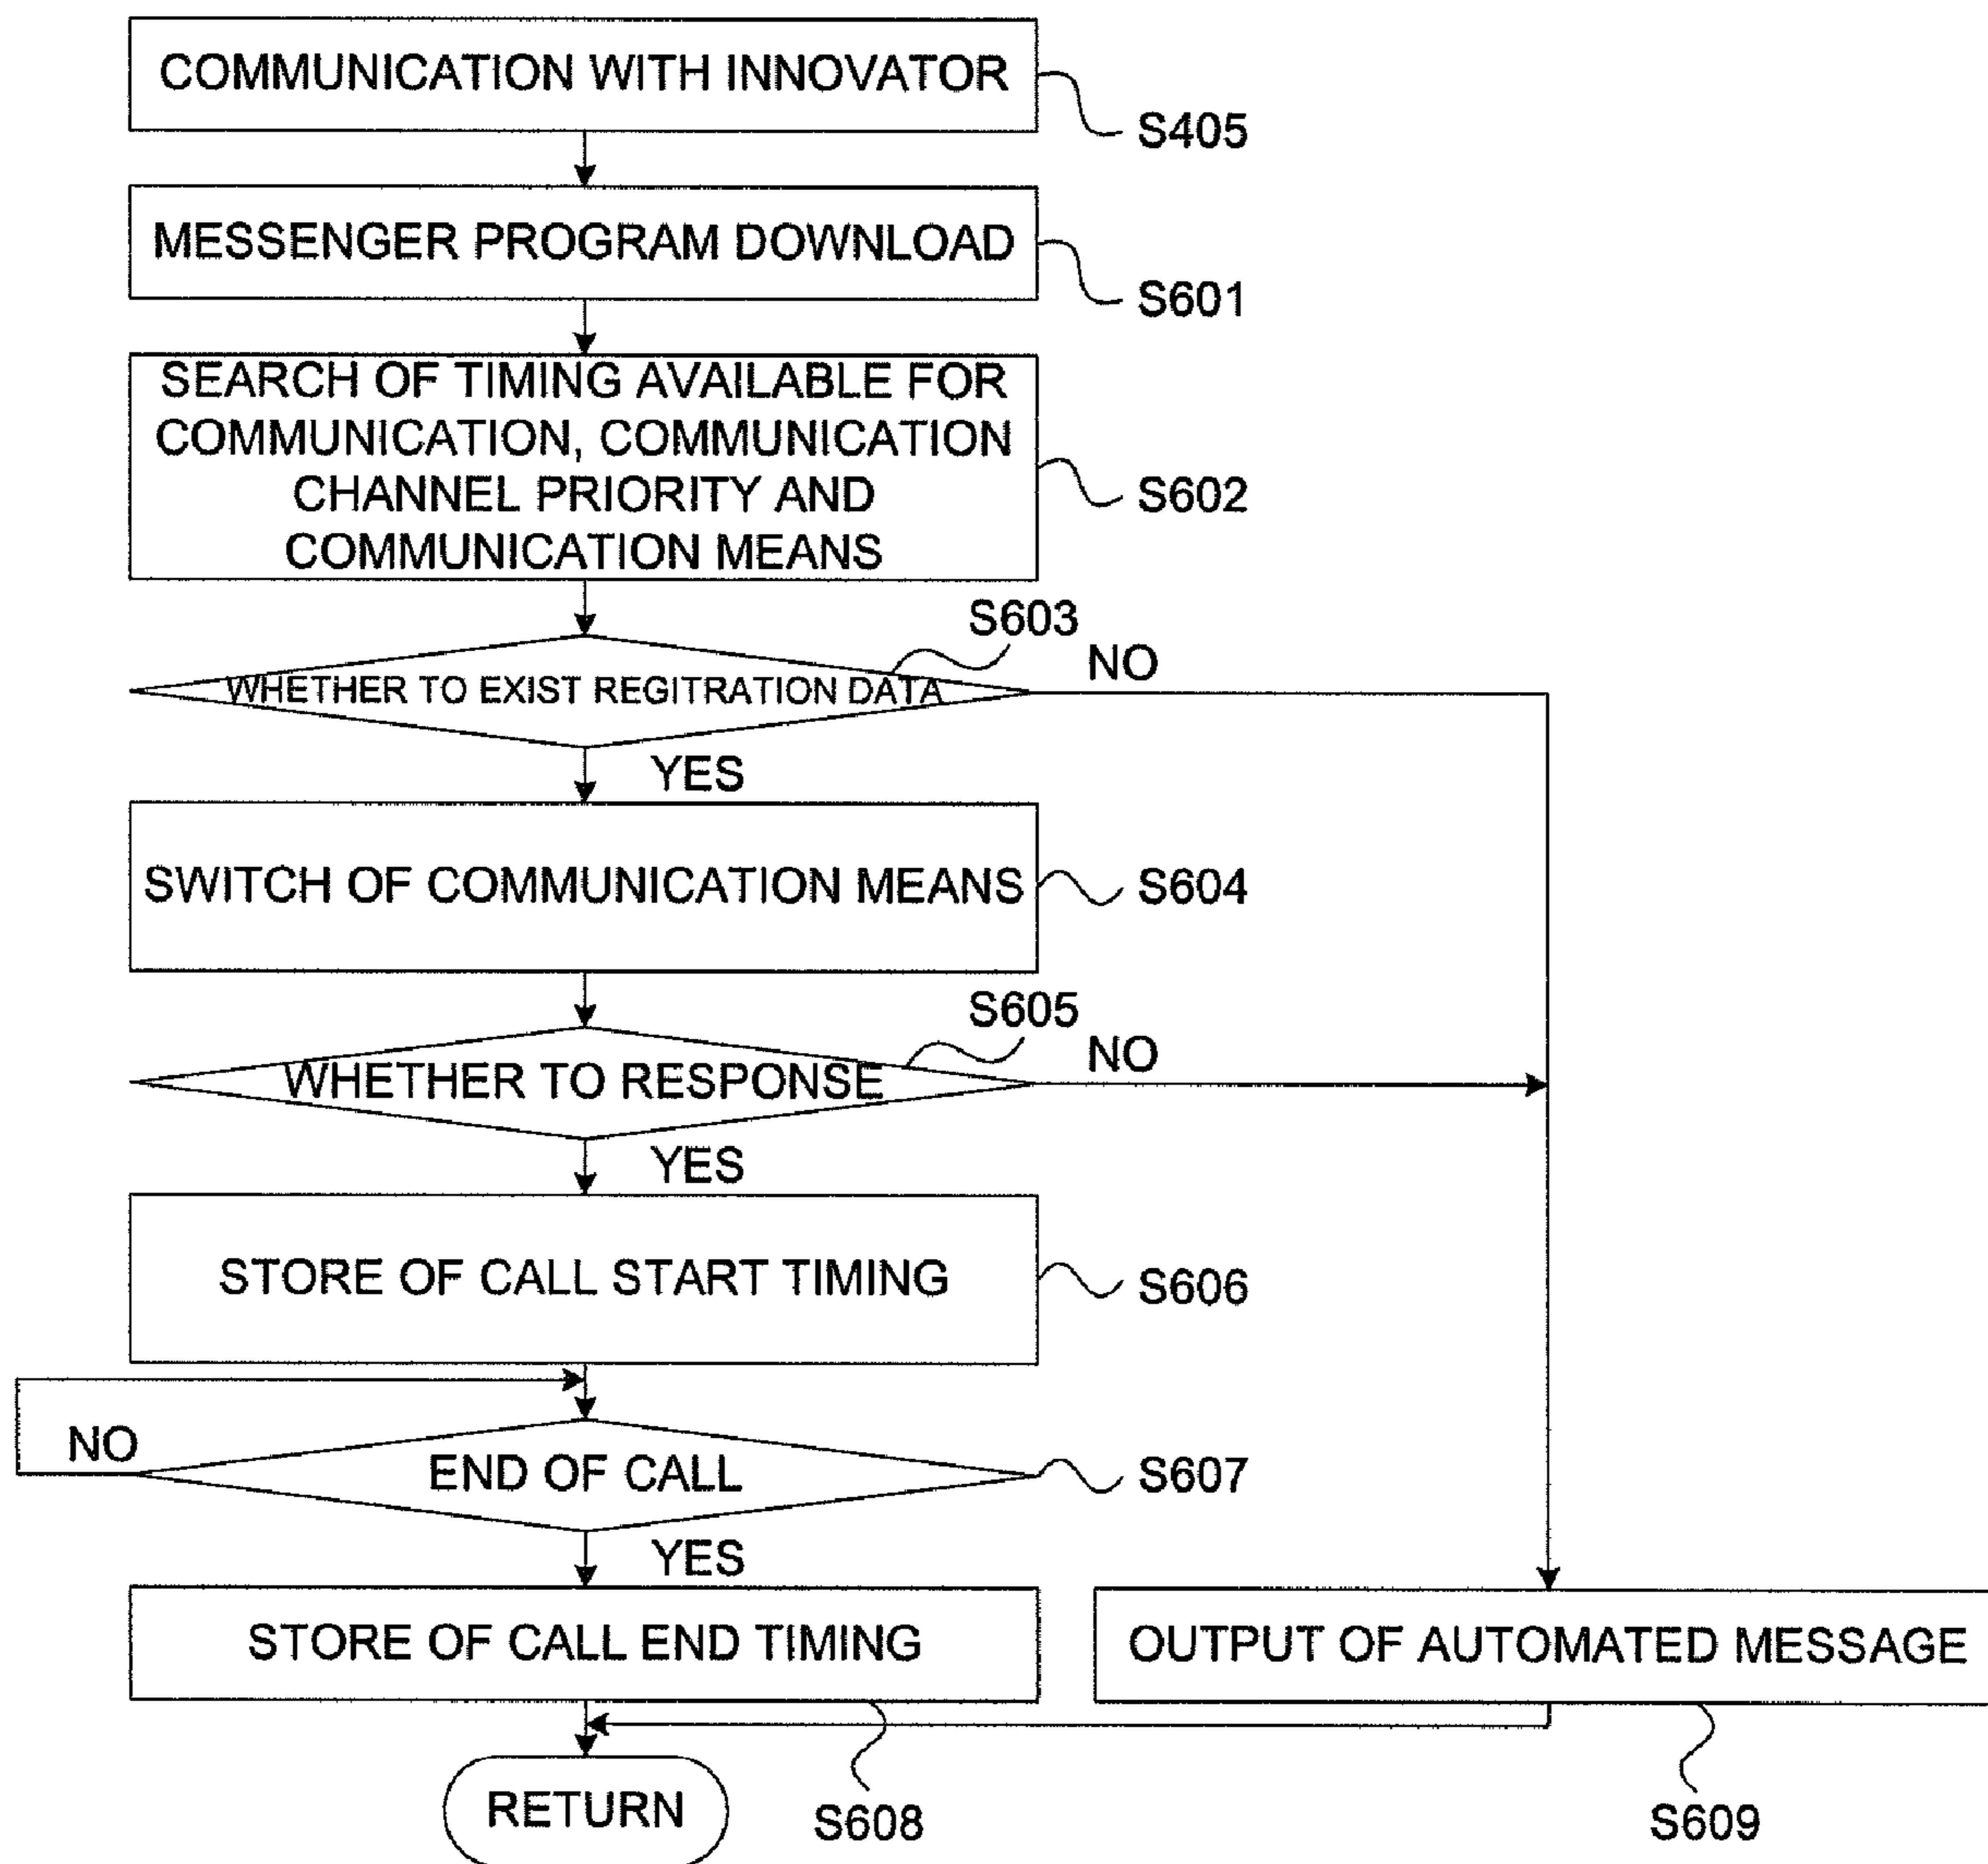 COMMUNICATION WITH INNOVATOR
S405
MESSENGER PROGRAM DOWNLOAD
S601
SEARCH OF TIMING AVAILABLE FOR
COMMUNICATION, COMMUNICATION
CHANNEL PRIORITY AND
COMMUNICATION MEANS
S602
S603
NO
WHETHER TO EXIST REGITRATION DATA
YES
SWITCH OF COMMUNICATION MEANS
S604
S605
NO
WHETHER TO RESPONSE
YES
STORE OF CALL START TIMING
S606
NO
END OF CALL
S607
YES
STORE OF CALL END TIMING
OUTPUT OF AUTOMATED MESSAGE
RETURN
S608
S609